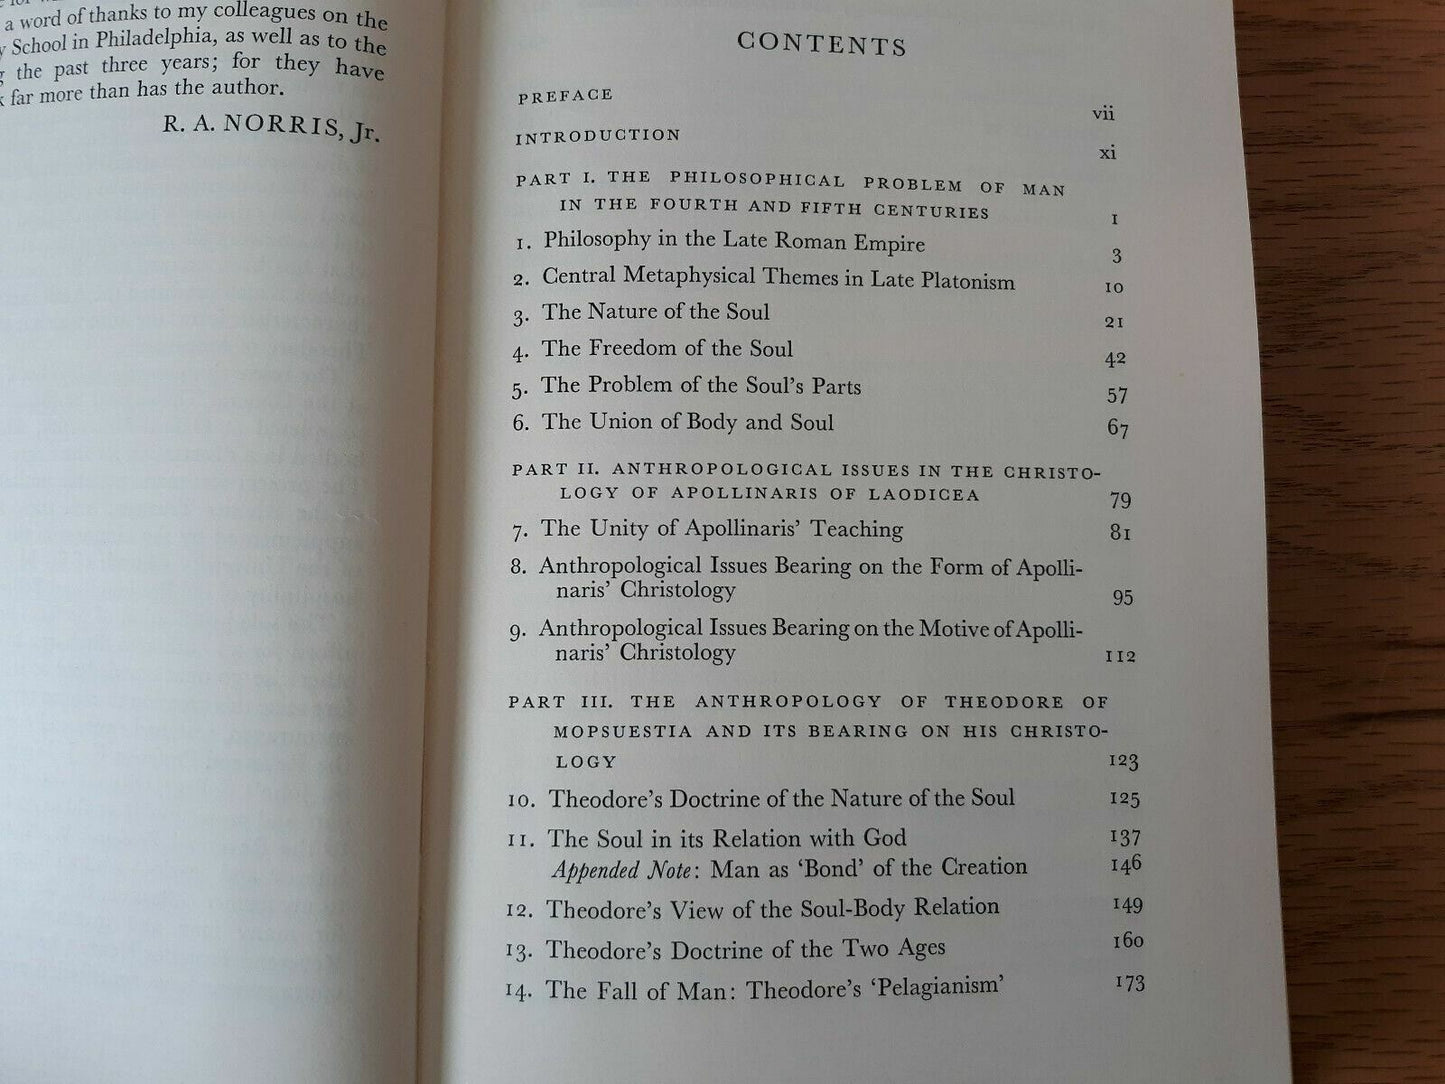 a word of thanks to my colleagues on the
School in Philadelphia, as well as to the
the past three years; for they have
far more than has the author.
R. A. NORRIS, Jr.
CONTENTS
PREFACE vii
INTRODUCTION xi
PART I. THE PHILOSOPHICAL PROBLEM OF MAN
IN THE FOURTH AND FIFTH CENTURIES 1
1. Philosophy in the Late Roman Empire 3
2. Central Metaphysical Themes in Late Platonism 10
3. The Nature of the Soul 21
4. The Freedom of the Soul 42
5. The Problem of the Soul's Parts 57
6. The Union of Body and Soul 67
PART II. ANTHROPOLOGICAL ISSUES IN THE CHRISTO-
LOGY OF APOLLINARIS OF LAODICEA 79
7. The Unity of Apollinaris' Teaching 81
8. Anthropological Issues Bearing on the Form of Apolli-
naris' Christology 95
9. Anthropological Issues Bearing on the Motive of Apolli-
naris' Christology 112
PART III. THE ANTHROPOLOGY OF THEODORE OF
MOPSUESTIA AND ITS BEARING ON HIS CHRISTO-
LOGY 123
10. Theodore's Doctrine of the Nature of the Soul 125
11. The Soul in its Relation with God 137
Appended Note: Man as 'Bond' of the Creation 146
12. Theodore's View of the Soul-Body Relation 149
13. Theodore's Doctrine of the Two Ages 160
14. The Fall of Man: Theodore's 'Pelagianism' 173